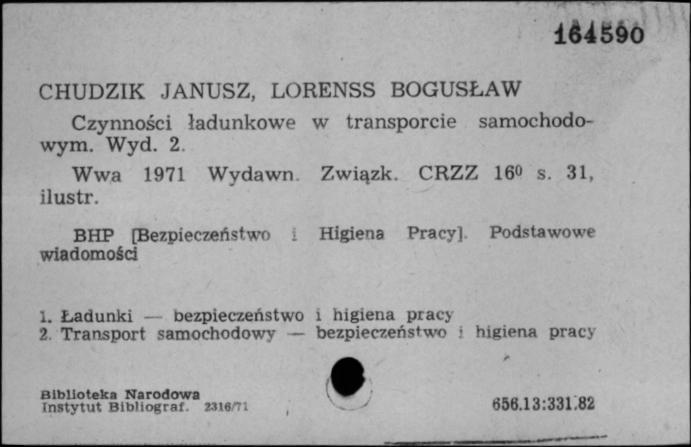 164590
CHUDZIK JANUSZ, LORENSS BOGUSŁAW
Czynności ładunkowe w transporcie samochodo-
wym. Wyd. 2.
Wwa 1971 Wydawn. Związk. CRZZ 16⁰ s. 31,
ilustr.
BHP [Bezpieczeństwo i Higiena Pracy]. Podstawowe
wiadomości
1. Ładunki — bezpieczeństwo i higiena pracy
2. Transport samochodowy — bezpieczeństwo i higiena pracy
Biblioteka Narodowa
Instytut Bibliograf. 2316/71
656.13:331.82